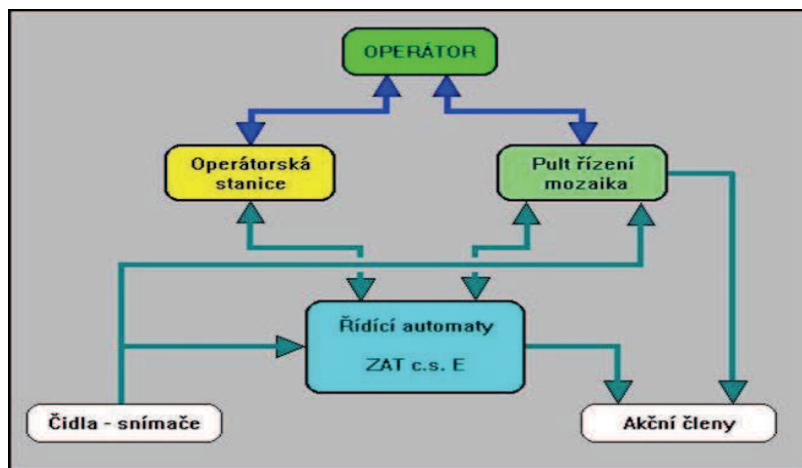 OPERÁTOR
Operátorská
stanice
Pult řízení
mozaika
Řídící automaty
ZAT c.s. E
Čidla - snímače
Akční členy